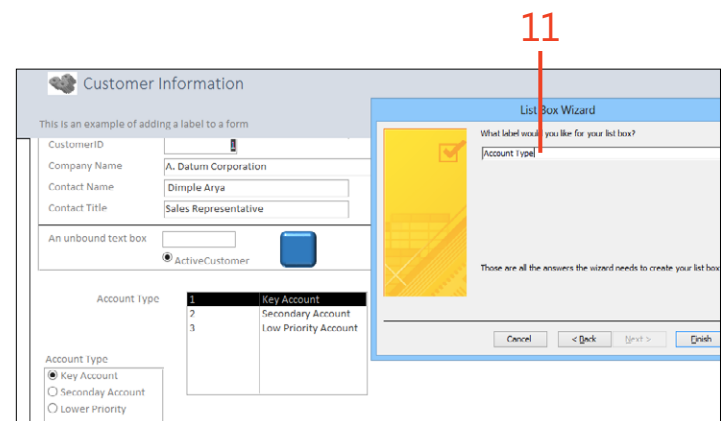 11
Customer Information
This is an example of adding a label to a form
CustomerID 1
Company Name A. Datum Corporation
Contact Name Dimple Arya
Contact Title Sales Representative
An unbound text box
ActiveCustomer
Account Type
1 Key Account
2 Secondary Account
3 Low Priority Account
Account Type
Key Account
Seconday Account
Lower Priority
List Box Wizard
What label would you like for your list box?
Account Type
Those are all the answers the wizard needs to create your list box
Cancel < Back Next > Finish